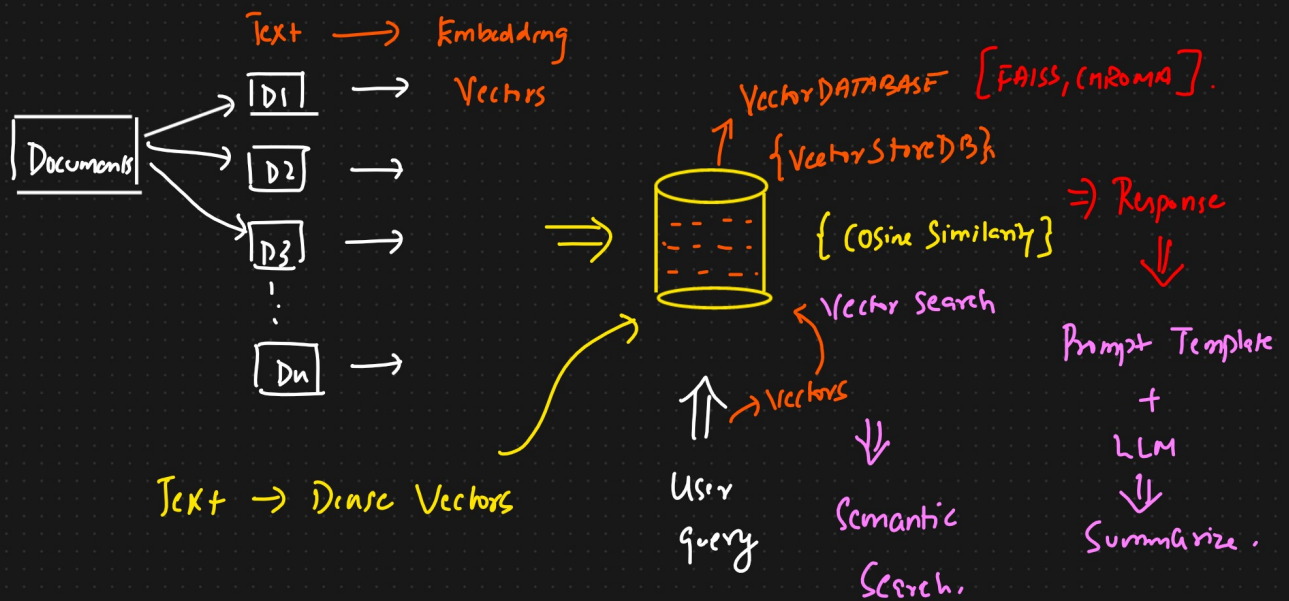 Text → Embedding
Vectors
Documents
D1
D2
D3
Dn
Text → Dense Vectors
VectorDATABASE [FAISS, CHROMA].
{VectorStoreDB}
{Cosine Similarity}
Vector Search
Vectors
User
query
Semantic
Search.
⇒ Response
Prompt Template
+
LLM
Summarize.